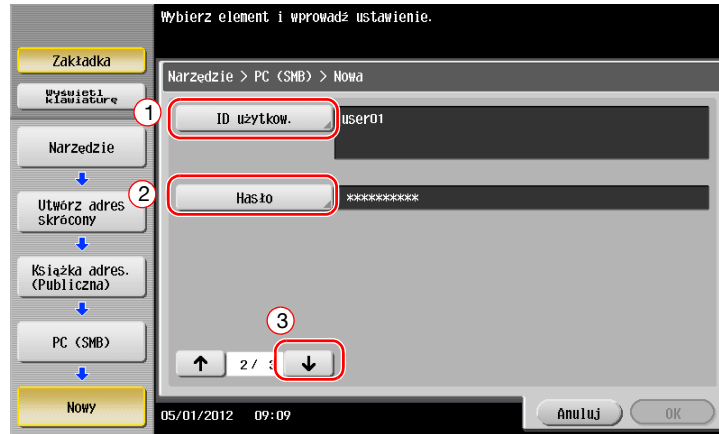 Wybierz element i wprowadź ustawienie.
Zakładka
Wyświetl
klawiaturę
Narzędzie
Utwórz adres
skrócony
Książka adres.
(Publiczna)
PC (SMB)
Nowy
Narzędzie > PC (SMB) > Nowa
1
ID użytkow.
user01
2
Hasło
**********
3
↑ 2/ 3 ↓
05/01/2012 09:09
Anuluj
OK